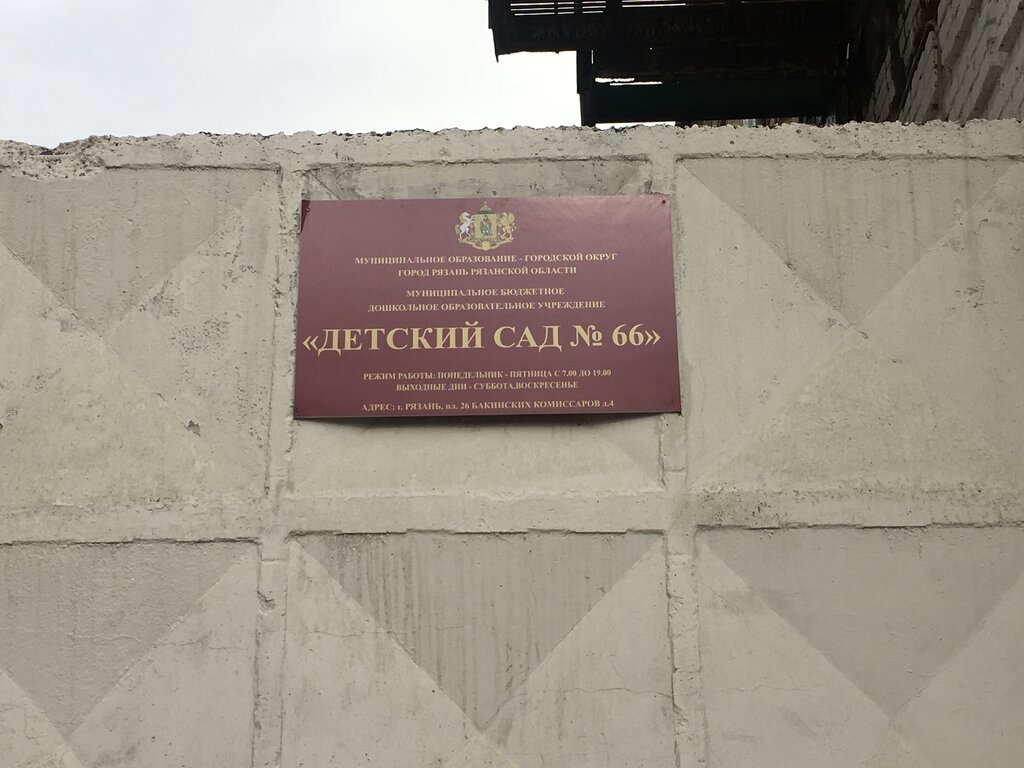 МУНИЦИПАЛЬНОЕ ОБРАЗОВАНИЕ - ГОРОДСКОЙ ОКРУГ
ГОРОД РЯЗАНЬ РЯЗАНСКОЙ ОБЛАСТИ
МУНИЦИПАЛЬНОЕ БЮДЖЕТНОЕ
ДОШКОЛЬНОЕ ОБРАЗОВАТЕЛЬНОЕ УЧРЕЖДЕНИЕ
«ДЕТСКИЙ САД № 66»
РЕЖИМ РАБОТЫ: ПОНЕДЕЛЬНИК - ПЯТНИЦА С 7.00 ДО 19.00
ВЫХОДНЫЕ ДНИ - СУББОТА,ВОСКРЕСЕНЬЕ
АДРЕС: г. РЯЗАНЬ, пл. 26 БАКИНСКИХ КОМИССАРОВ д.4